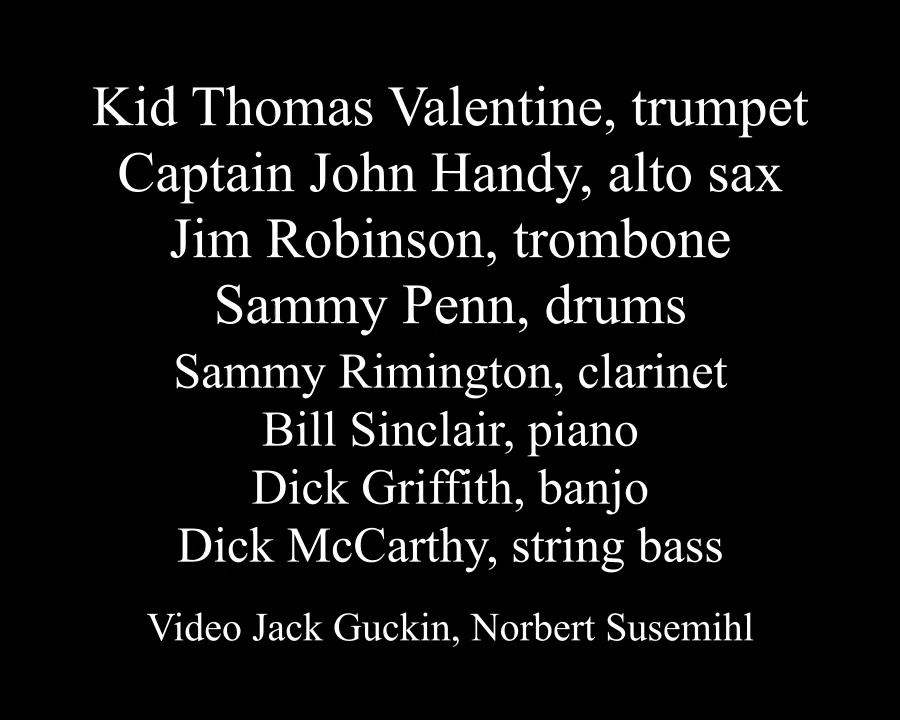 Kid Thomas Valentine, trumpet
Captain John Handy, alto sax
Jim Robinson, trombone
Sammy Penn, drums
Sammy Rimington, clarinet
Bill Sinclair, piano
Dick Griffith, banjo
Dick McCarthy, string bass
Video Jack Guckin, Norbert Susemihl